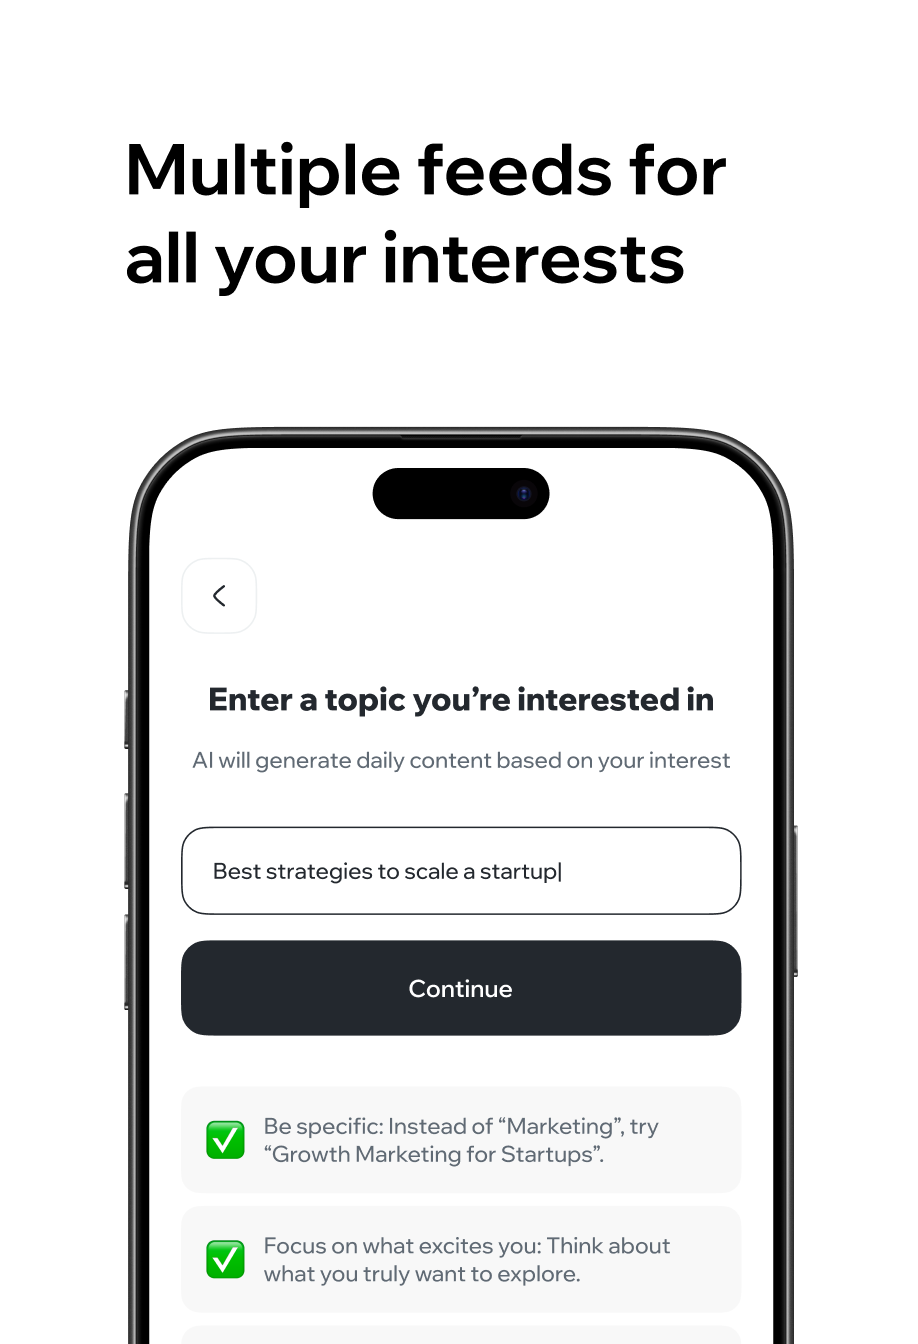 Multiple feeds for
all your interests
Enter a topic you’re interested in
AI will generate daily content based on your interest
Best strategies to scale a startup
Continue
Be specific: Instead of “Marketing”, try
“Growth Marketing for Startups”.
Focus on what excites you: Think about
what you truly want to explore.